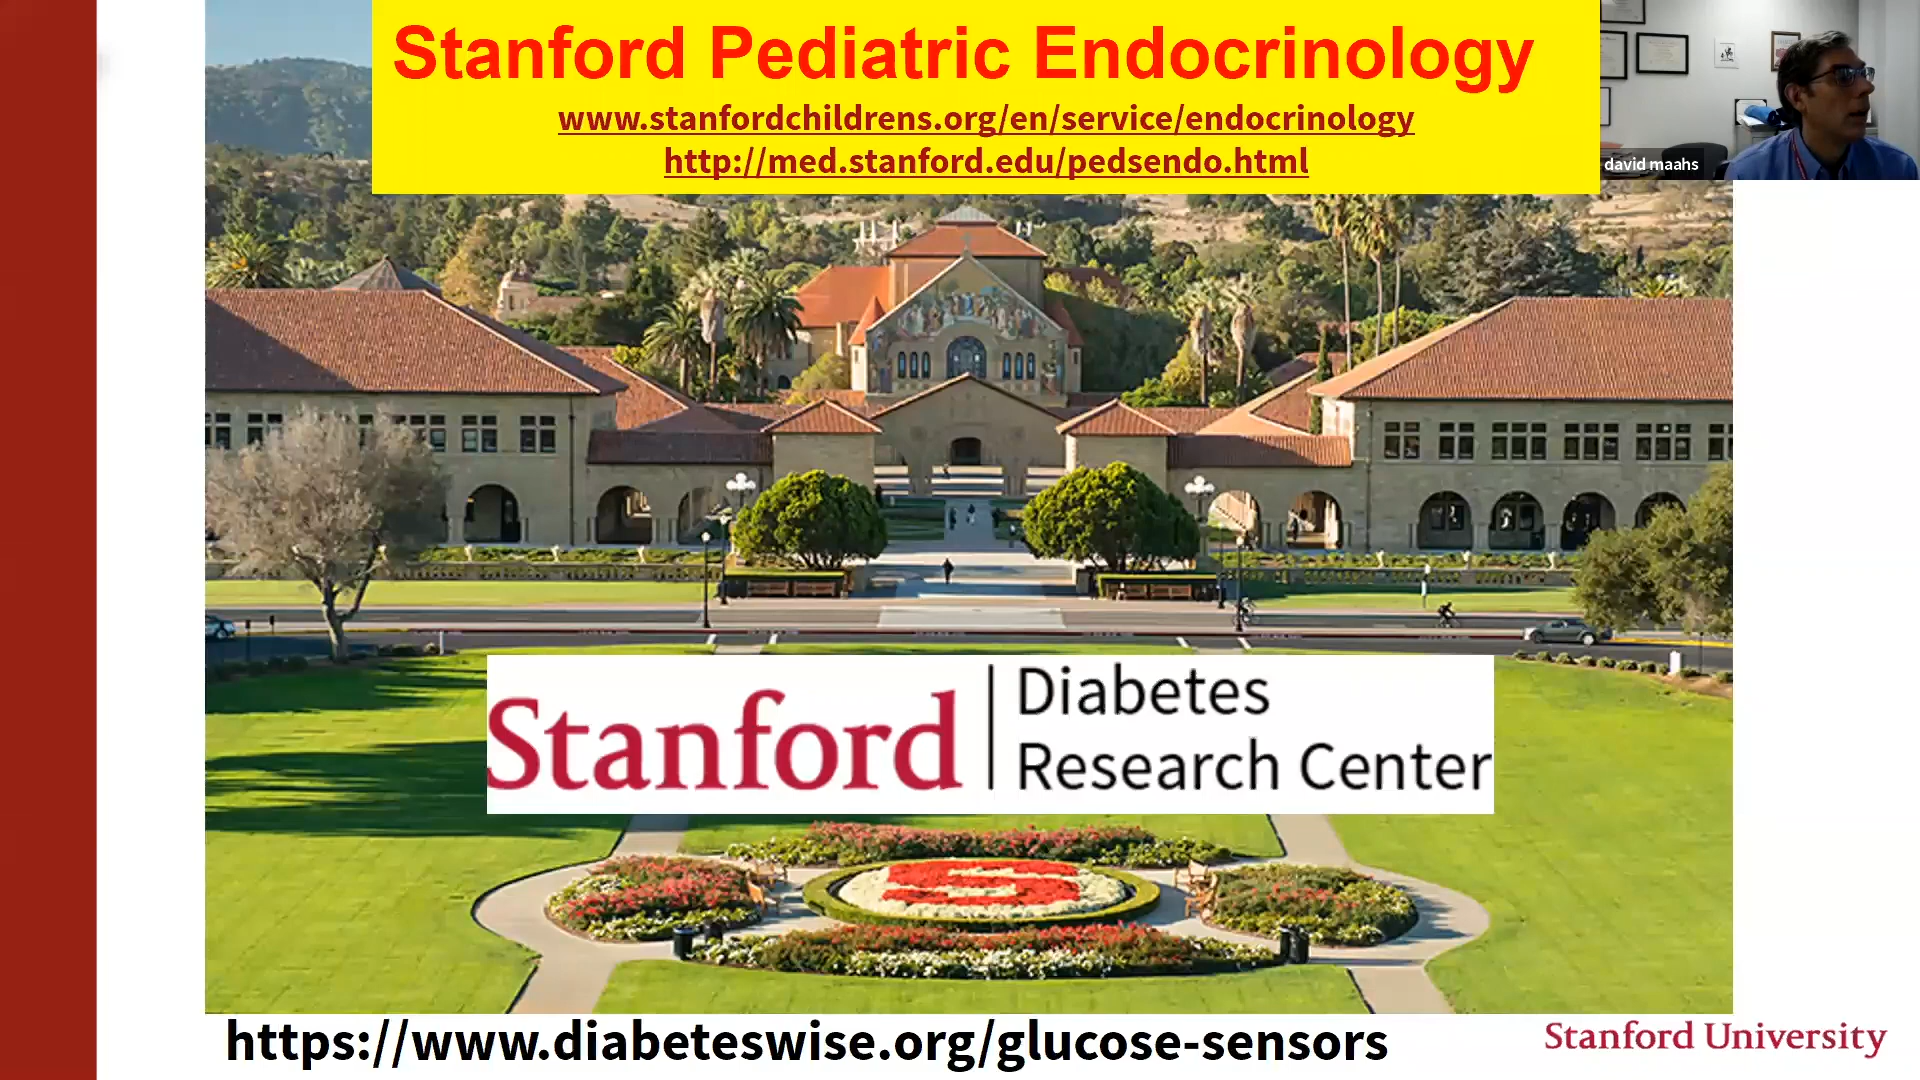 Stanford Pediatric Endocrinology
www.stanfordchildrens.org/en/service/endocrinology
http://med.stanford.edu/pedsendo.html
david maahs
Stanford
Diabetes
Research Center
S
https://www.diabeteswise.org/glucose-sensors
Stanford University